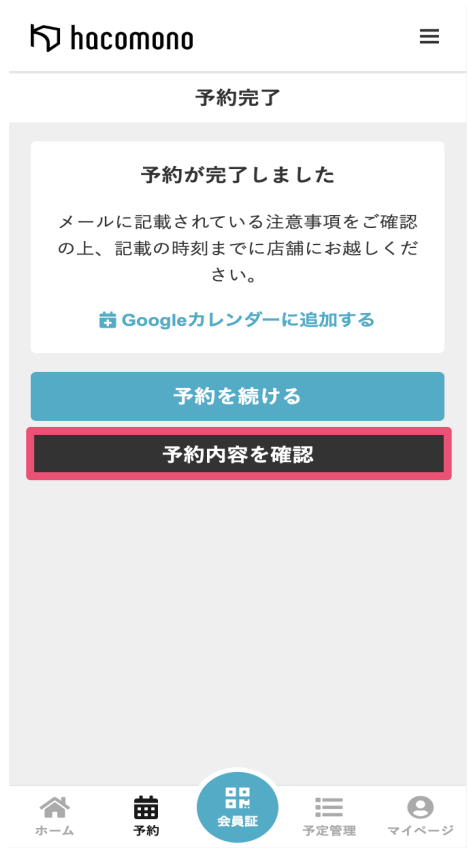 hacomono
予約完了
予約が完了しました
メールに記載されている注意事項をご確認
の上、記載の時刻までに店舗にお越しくだ
さい。
Googleカレンダーに追加する
予約を続ける
予約内容を確認
ホーム
予約
会員証
予定管理
マイページ